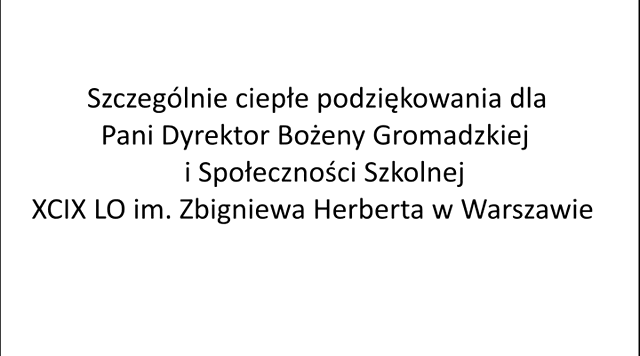 Szczególnie ciepłe podziękowania dla
Pani Dyrektor Bożeny Gromadzkiej
i Społeczności Szkolnej
XCIX LO im. Zbigniewa Herberta w Warszawie